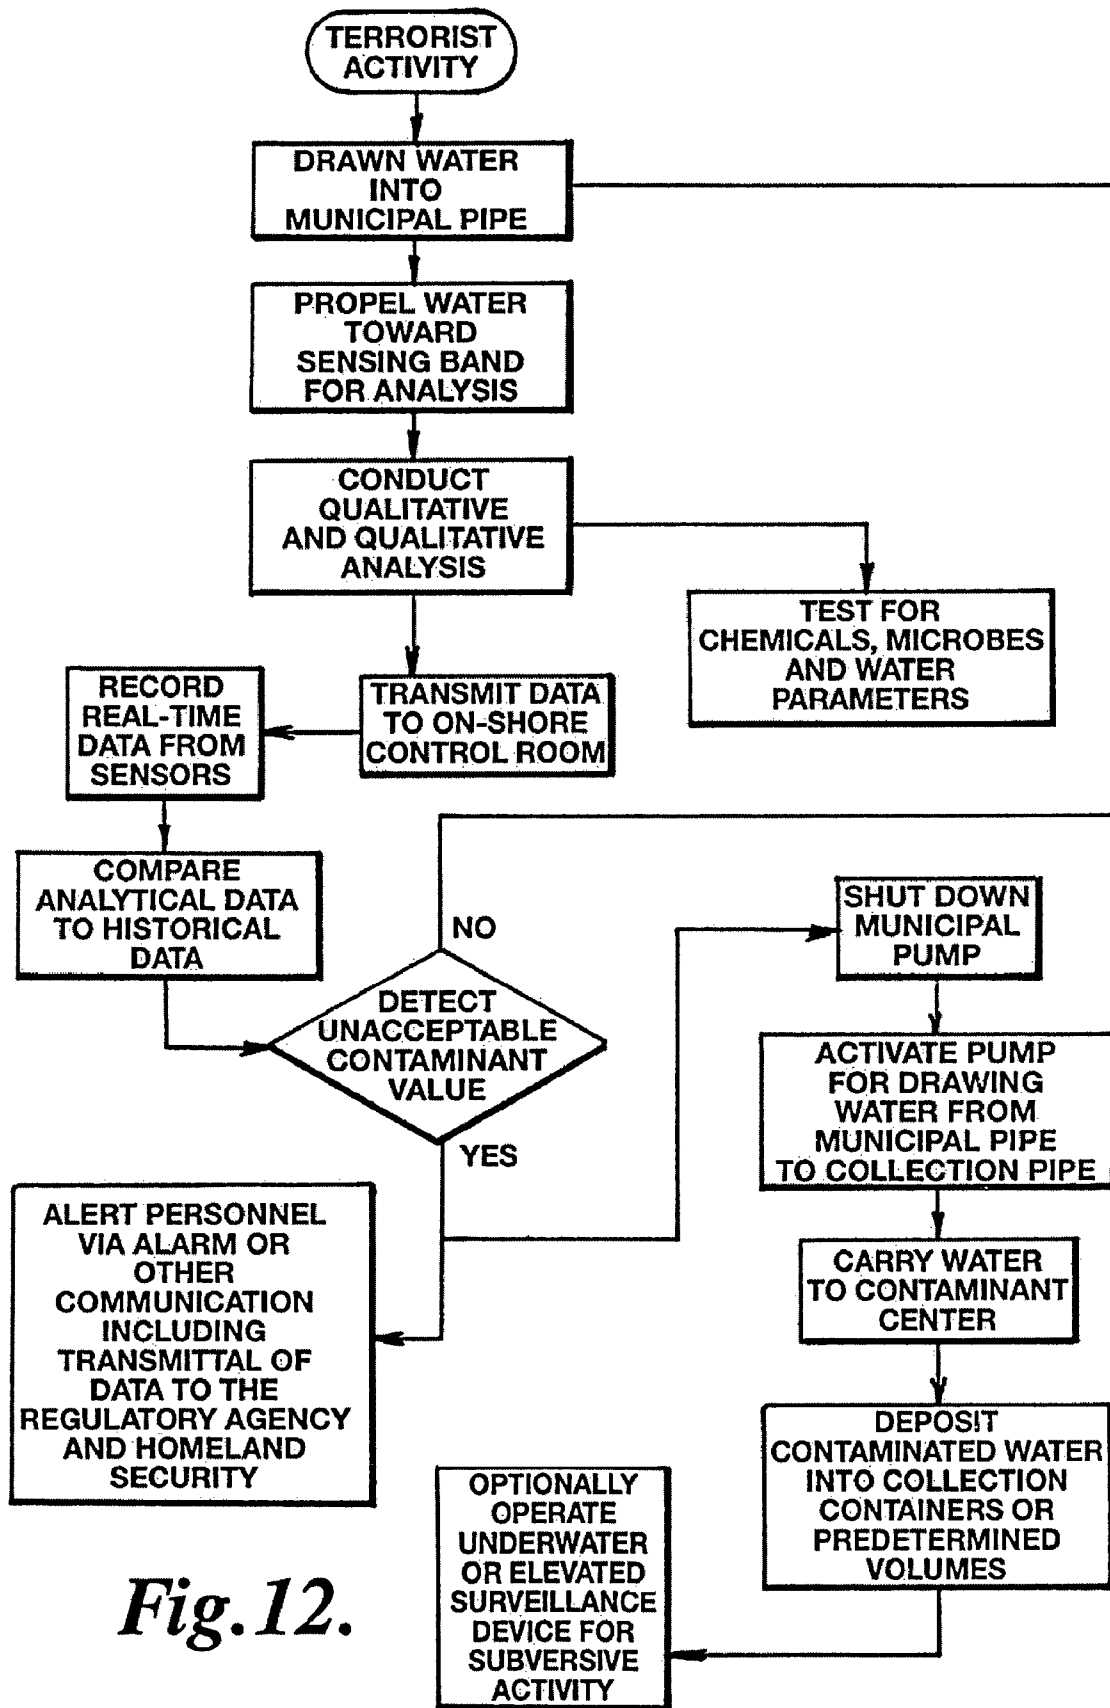 TERRORIST
ACTIVITY
DRAWN WATER
INTO
MUNICIPAL PIPE
PROPEL WATER
TOWARD
SENSING BAND
FOR ANALYSIS
CONDUCT
QUALITATIVE
AND QUALITATIVE
ANALYSIS
TEST FOR
CHEMICALS, MICROBES
AND WATER
PARAMETERS
TRANSMIT DATA
TO ON-SHORE
CONTROL ROOM
RECORD
REAL-TIME
DATA FROM
SENSORS
COMPARE
ANALYTICAL DATA
TO HISTORICAL
DATA
DETECT
UNACCEPTABLE
CONTAMINANT
VALUE
NO
YES
ALERT PERSONNEL
VIA ALARM OR
OTHER
COMMUNICATION
INCLUDING
TRANSMITTAL OF
DATA TO THE
REGULATORY AGENCY
AND HOMELAND
SECURITY
SHUT DOWN
MUNICIPAL
PUMP
ACTIVATE PUMP
FOR DRAWING
WATER FROM
MUNICIPAL PIPE
TO COLLECTION PIPE
CARRY WATER
TO CONTAMINANT
CENTER
DEPOSIT
CONTAMINATED WATER
INTO COLLECTION
CONTAINERS OR
PREDETERMINED
VOLUMES
OPTIONALLY
OPERATE
UNDERWATER
OR ELEVATED
SURVEILLANCE
DEVICE FOR
SUBVERSIVE
ACTIVITY
Fig.12.